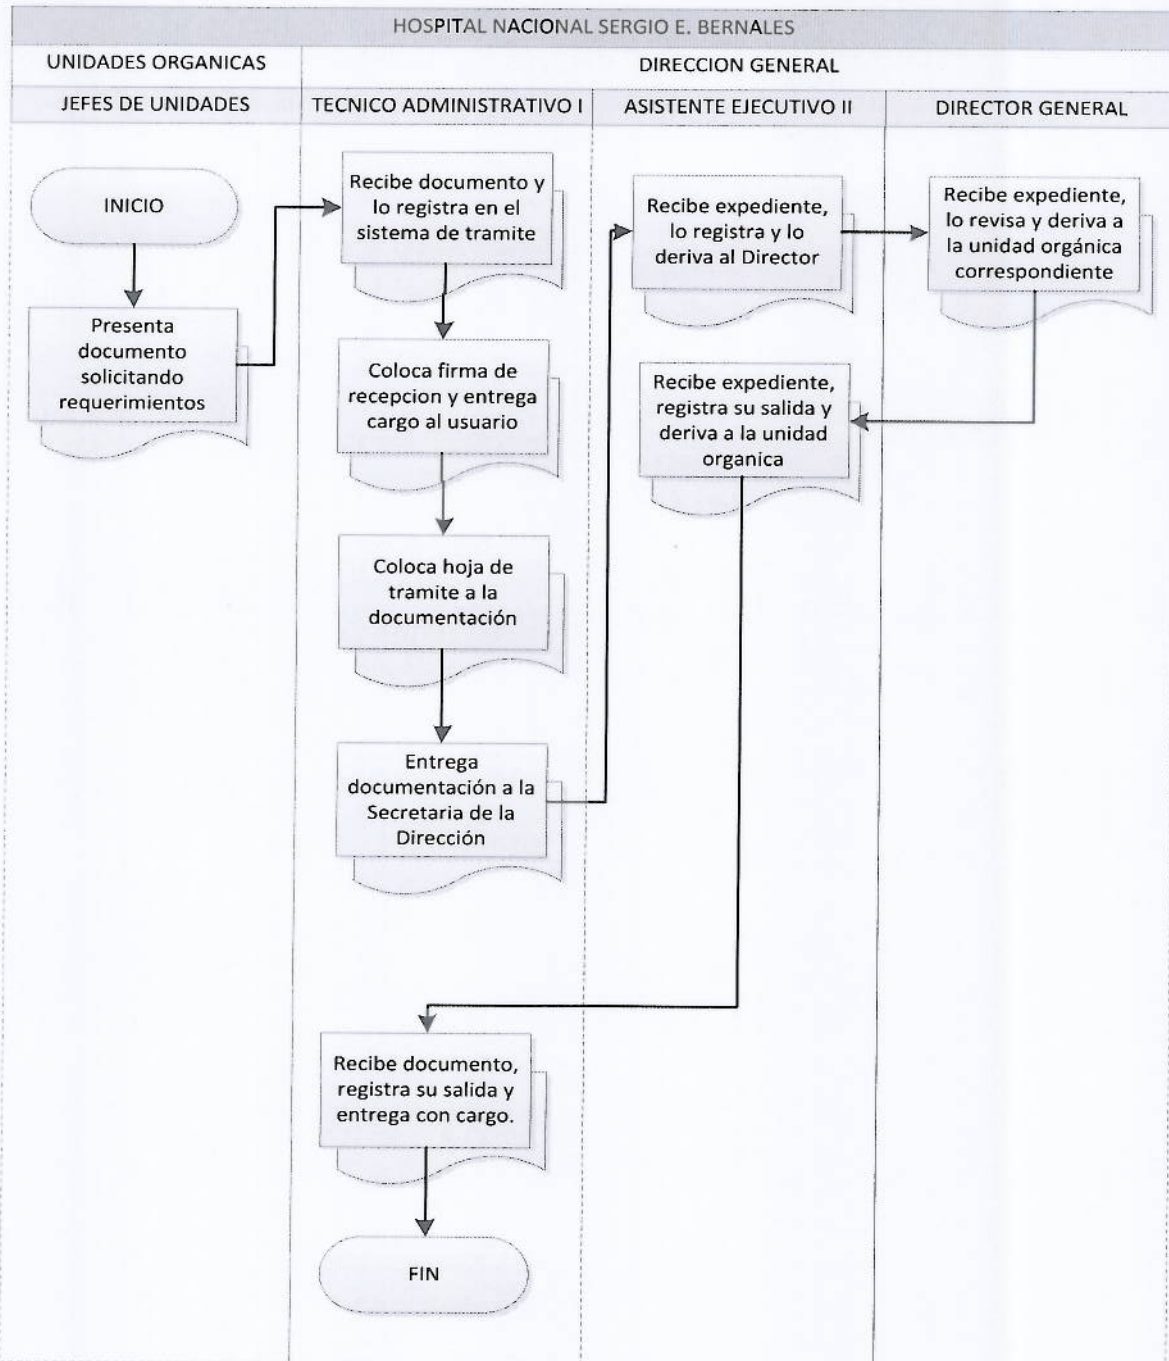 HOSPITAL NACIONAL SERGIO E. BERNALES
UNIDADES ORGANICAS
DIRECCION GENERAL
JEFES DE UNIDADES
TECNICO ADMINISTRATIVO I
ASISTENTE EJECUTIVO II
DIRECTOR GENERAL
INICIO
Presenta
documento
solicitando
requerimientos
Recibe documento y
lo registra en el
sistema de tramite
Coloca firma de
recepcion y entrega
cargo al usuario
Coloca hoja de
tramite a la
documentación
Entrega
documentación a la
Secretaria de la
Dirección
Recibe expediente,
lo registra y lo
deriva al Director
Recibe expediente,
lo revisa y deriva a
la unidad orgánica
correspondiente
Recibe expediente,
registra su salida y
deriva a la unidad
organica
Recibe documento,
registra su salida y
entrega con cargo.
FIN